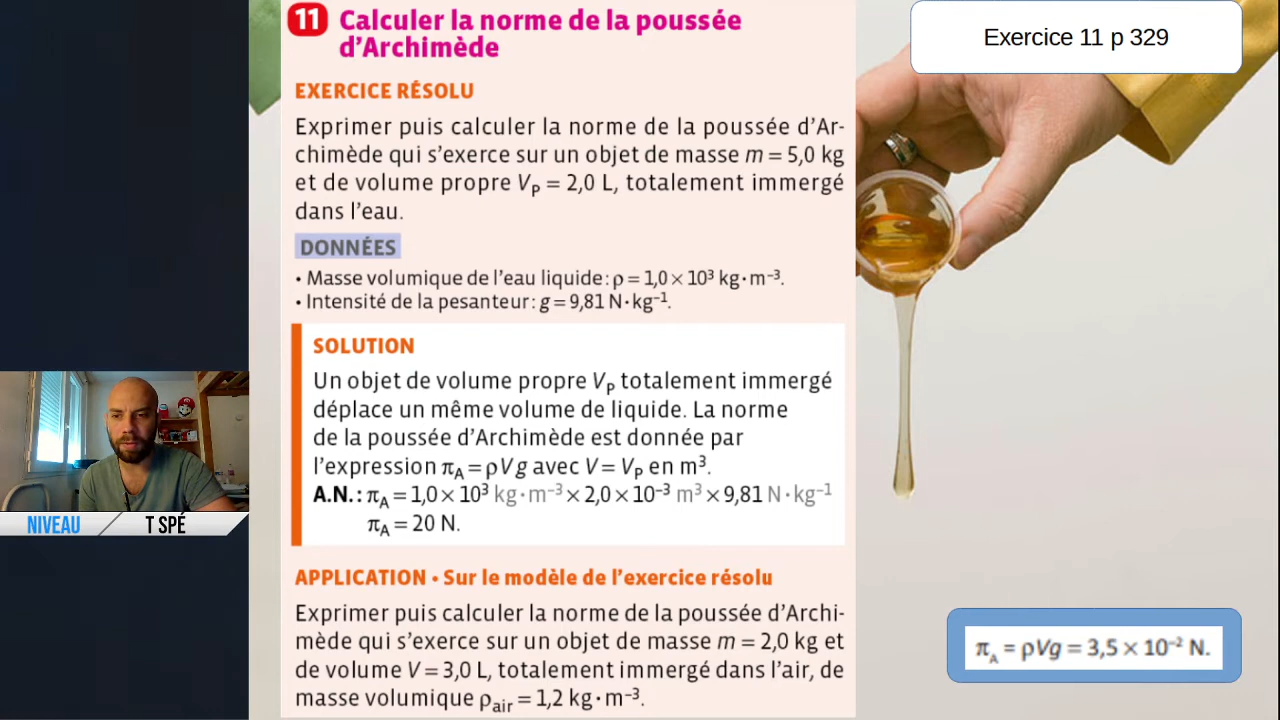 11 Calculer la norme de la poussée
d'Archimède
EXERCICE RÉSOLU
Exprimer puis calculer la norme de la poussée d'Ar-
chimède qui s'exerce sur un objet de masse m = 5,0 kg
et de volume propre Vₚ = 2,0 L, totalement immergé
dans l'eau.
DONNÉES
• Masse volumique de l'eau liquide : ρ = 1,0 × 10³ kg·m⁻³.
• Intensité de la pesanteur : g = 9,81 N·kg⁻¹.
SOLUTION
Un objet de volume propre Vₚ totalement immergé
déplace un même volume de liquide. La norme
de la poussée d'Archimède est donnée par
l'expression π_A = ρVg avec V = Vₚ en m³.
A.N. : π_A = 1,0 × 10³ kg·m⁻³ × 2,0 × 10⁻³ m³ × 9,81 N·kg⁻¹
π_A = 20 N.
APPLICATION • Sur le modèle de l'exercice résolu
Exprimer puis calculer la norme de la poussée d'Archi-
mède qui s'exerce sur un objet de masse m = 2,0 kg et
de volume V = 3,0 L, totalement immergé dans l'air, de
masse volumique ρ_air = 1,2 kg·m⁻³.
Exercice 11 p 329
π_A = ρVg = 3,5 × 10⁻² N.
NIVEAU / T SPÉ